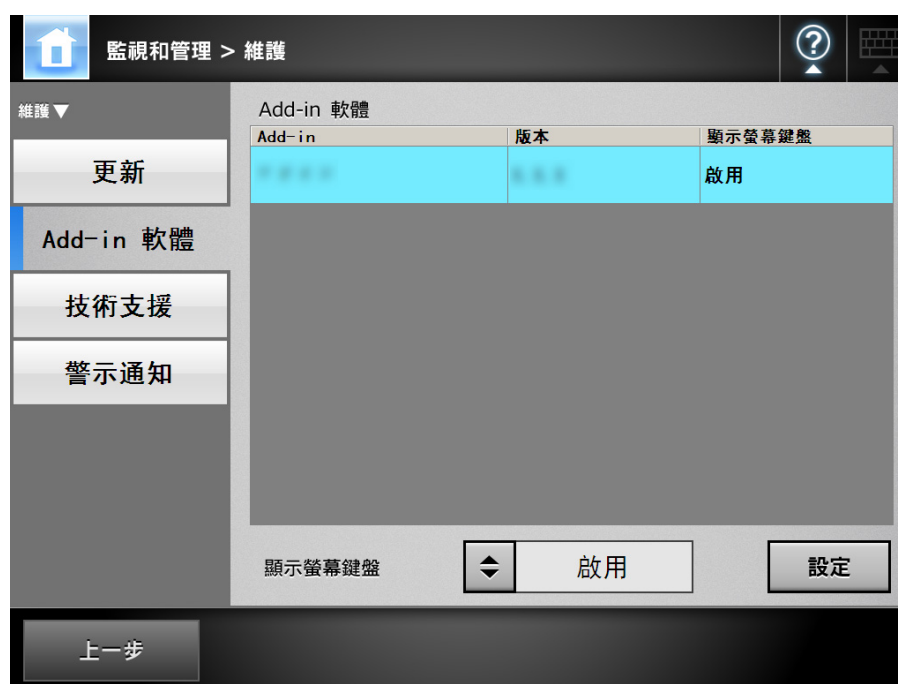 監視和管理 > 維護
維護▼
更新
Add-in 軟體
技術支援
警示通知
Add-in 軟體
Add-in 版本 顯示螢幕鍵盤
啟用
顯示螢幕鍵盤 啟用 設定
上一步